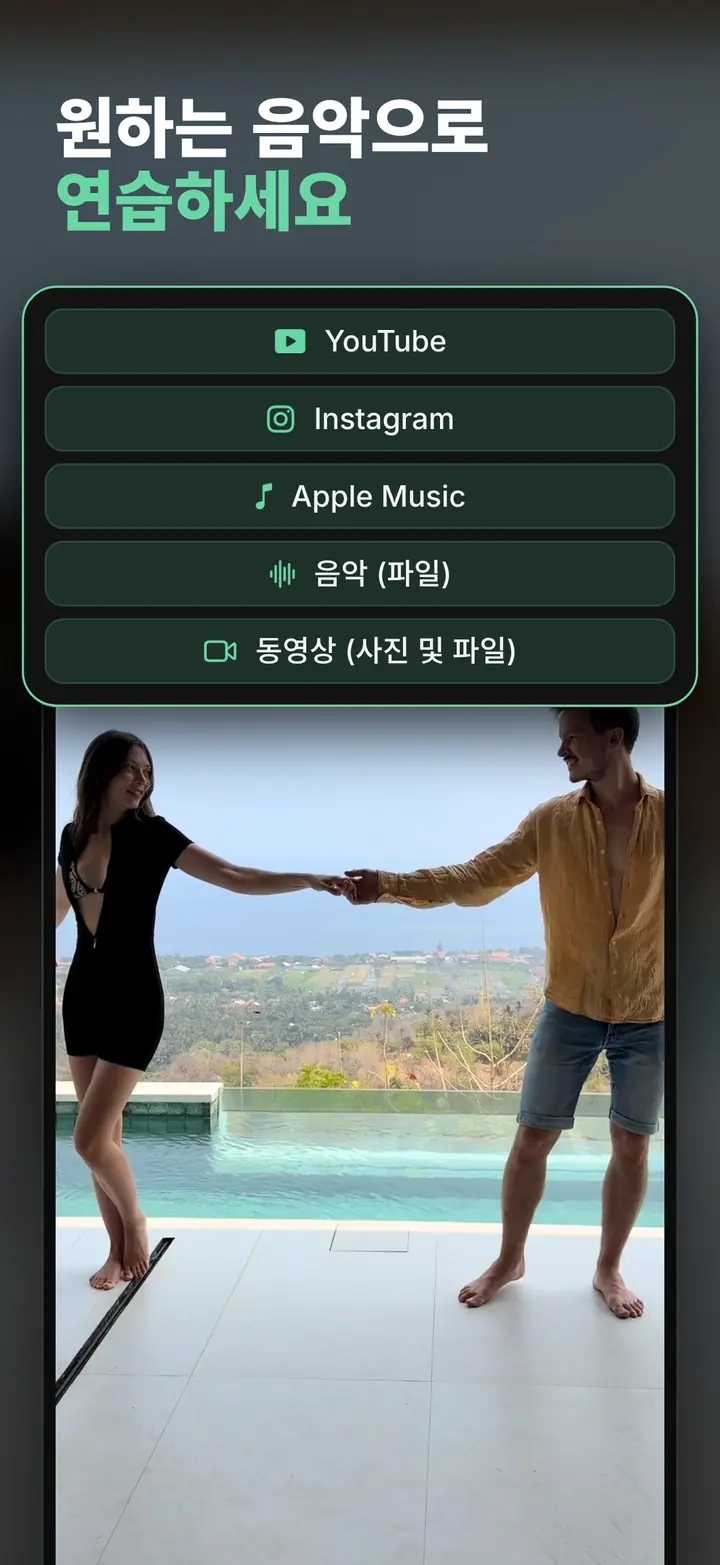 원하는 음악으로
연습하세요
YouTube
Instagram
Apple Music
음악 (파일)
동영상 (사진 및 파일)